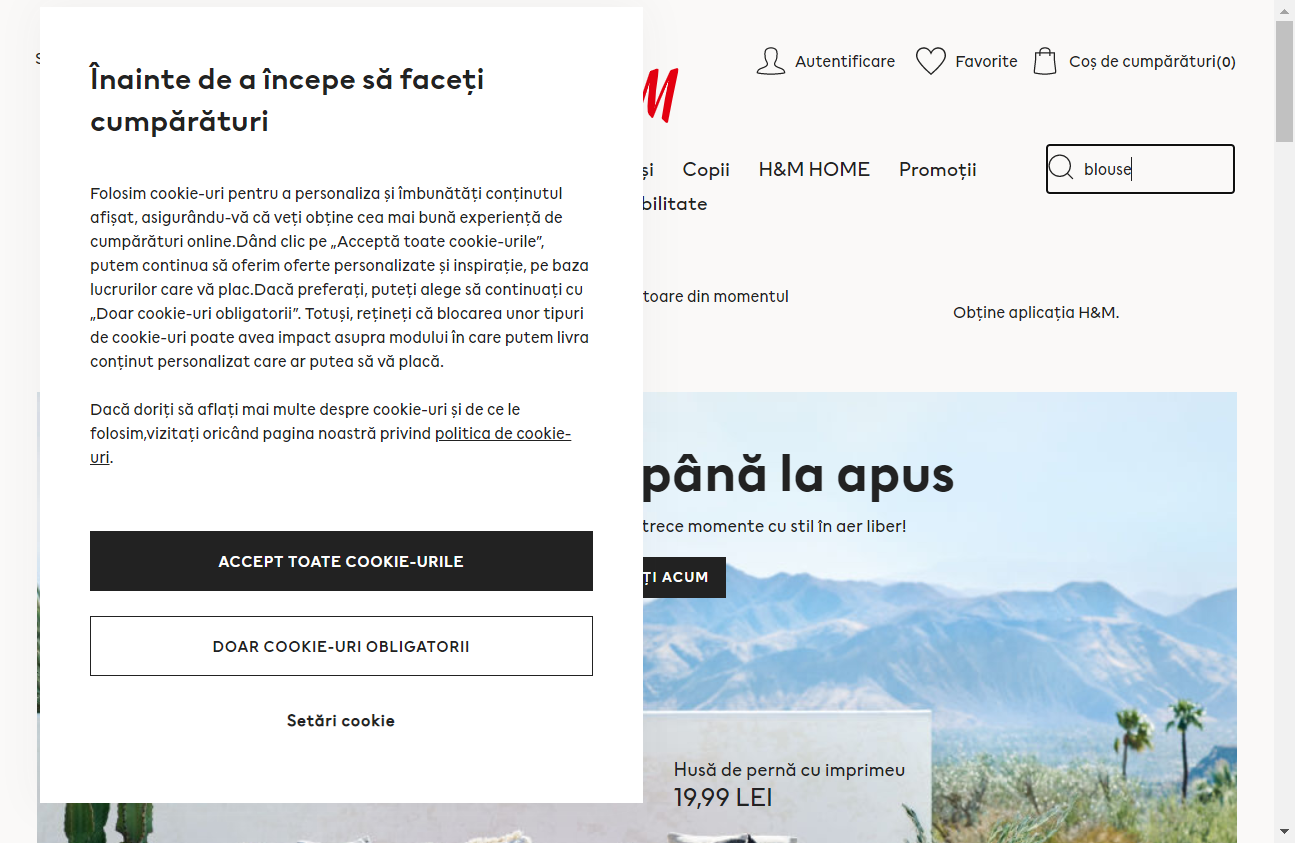 Autentificare
Favorite
Coș de cumpărături(0)
Copii
H&M HOME
Promoții
blouse
Înainte de a începe să faceți
cumpărături
Folosim cookie-uri pentru a personaliza și îmbunătăți conținutul
afișat, asigurându-vă că veți obține cea mai bună experiență de
cumpărături online.Dând clic pe „Acceptă toate cookie-urile”,
putem continua să oferim oferte personalizate și inspirație, pe baza
lucrurilor care vă plac.Dacă preferați, puteți alege să continuați cu
„Doar cookie-uri obligatorii”. Totuși, rețineți că blocarea unor tipuri
de cookie-uri poate avea impact asupra modului în care putem livra
conținut personalizat care ar putea să vă placă.
Dacă doriți să aflați mai multe despre cookie-uri și de ce le
folosim,vizitați oricând pagina noastră privind politica de cookie-
uri.
ACCEPT TOATE COOKIE-URILE
DOAR COOKIE-URI OBLIGATORII
Setări cookie
bilitate
toare din momentul
Obține aplicația H&M.
până la apus
trece momente cu stil în aer liber!
ȚI ACUM
Husă de pernă cu imprimeu
19,99 LEI